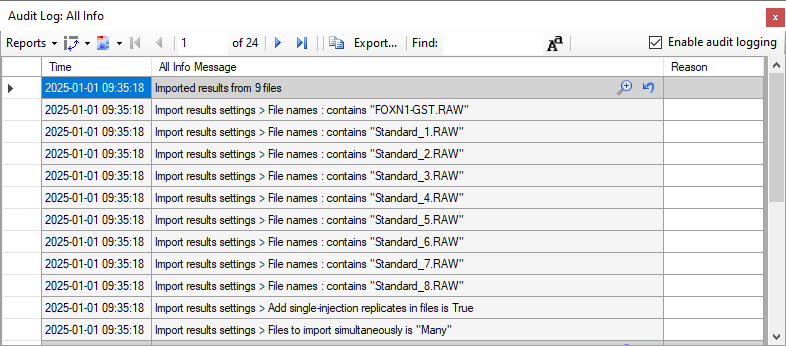 Audit Log: All Info
Reports 1 of 24 Export... Find: Aa Enable audit logging
Time All Info Message Reason
2025-01-01 09:35:18 Imported results from 9 files
2025-01-01 09:35:18 Import results settings > File names : contains "FOXN1-GST.RAW"
2025-01-01 09:35:18 Import results settings > File names : contains "Standard_1.RAW"
2025-01-01 09:35:18 Import results settings > File names : contains "Standard_2.RAW"
2025-01-01 09:35:18 Import results settings > File names : contains "Standard_3.RAW"
2025-01-01 09:35:18 Import results settings > File names : contains "Standard_4.RAW"
2025-01-01 09:35:18 Import results settings > File names : contains "Standard_5.RAW"
2025-01-01 09:35:18 Import results settings > File names : contains "Standard_6.RAW"
2025-01-01 09:35:18 Import results settings > File names : contains "Standard_7.RAW"
2025-01-01 09:35:18 Import results settings > File names : contains "Standard_8.RAW"
2025-01-01 09:35:18 Import results settings > Add single-injection replicates in files is True
2025-01-01 09:35:18 Import results settings > Files to import simultaneously is "Many"